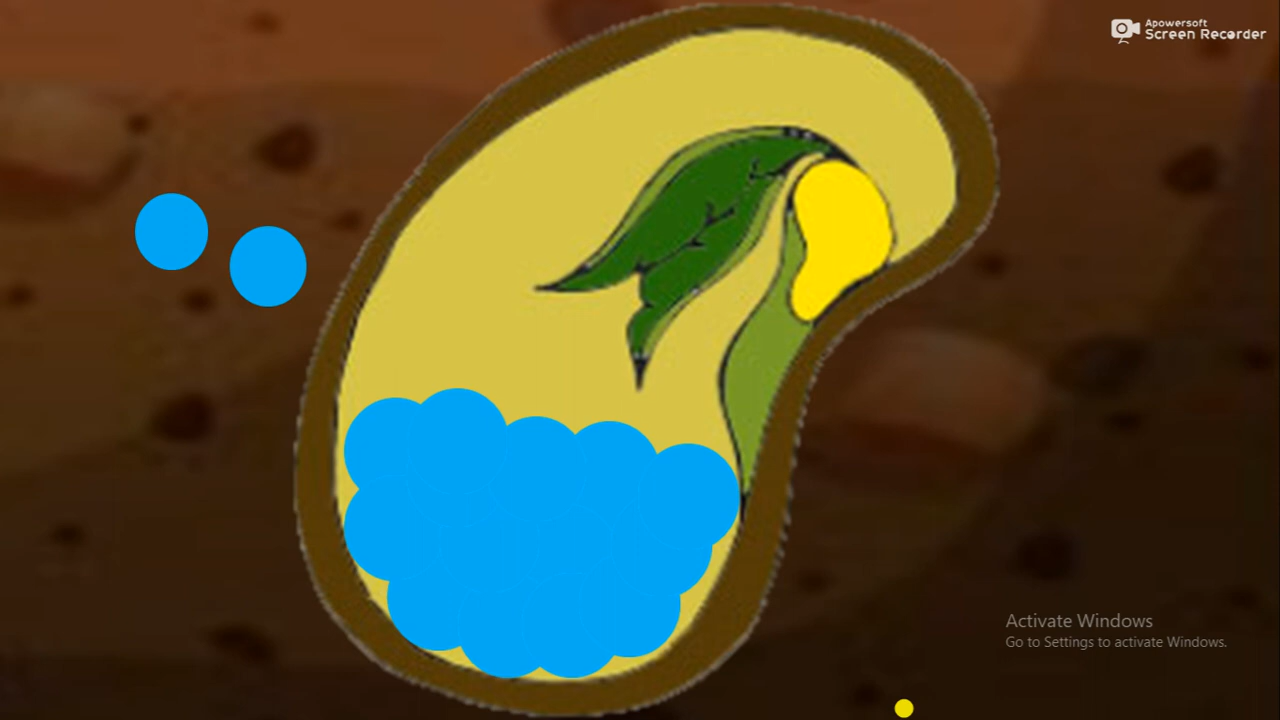 Apowersoft
Screen Recorder
Activate Windows
Go to Settings to activate Windows.